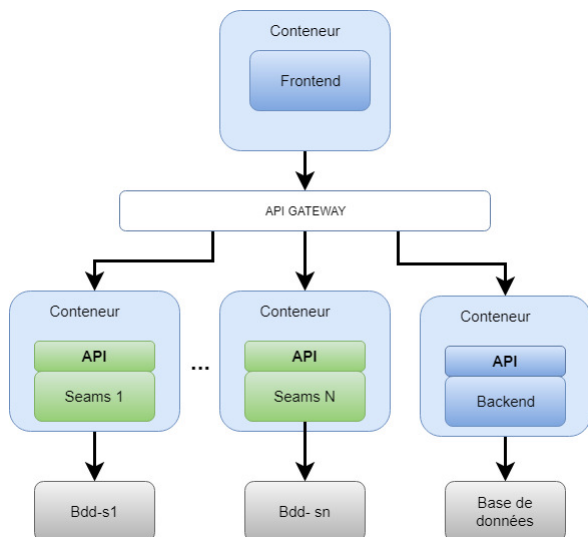 Conteneur
Frontend
API GATEWAY
Conteneur
API
Seams 1
...
Conteneur
API
Seams N
Conteneur
API
Backend
Bdd-s1
Bdd- sn
Base de
données